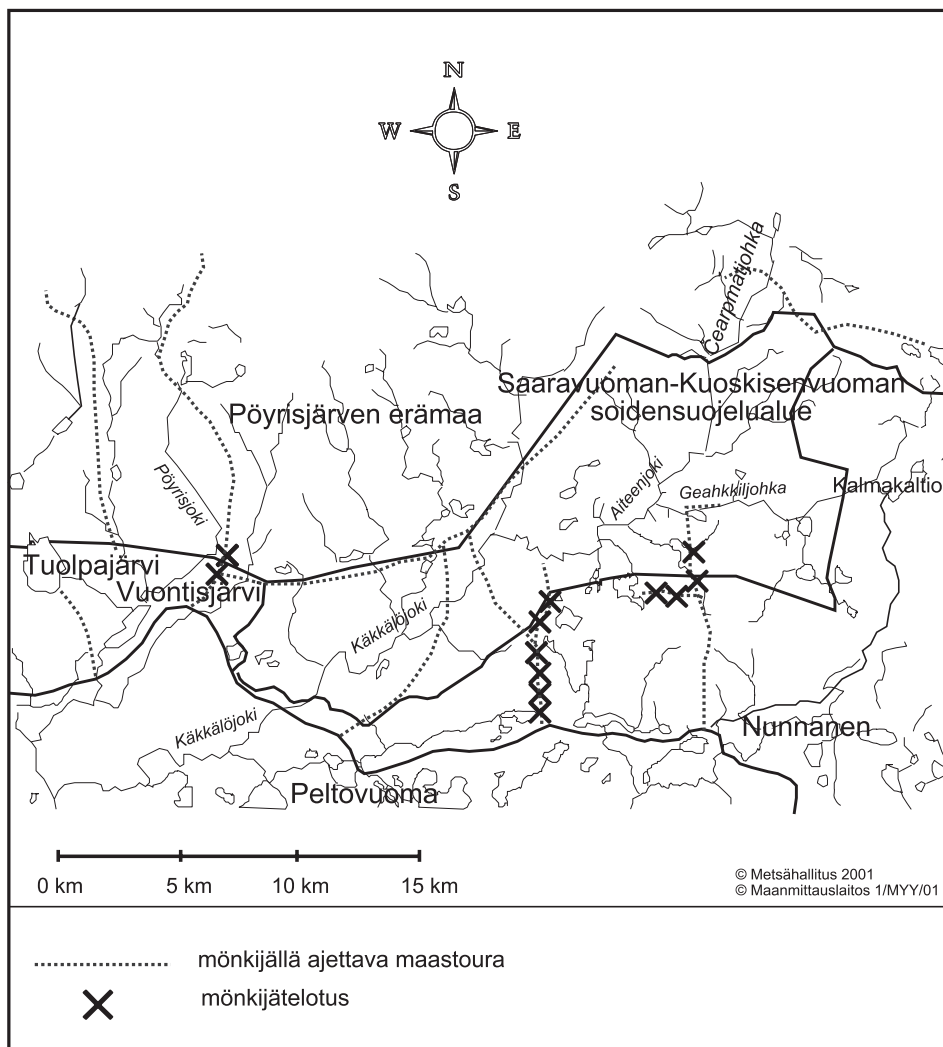 N
W
E
S
Cearpmatjohka
Saaravuoman-Kuoskisenvuoman
soidensuojelualue
Pöyrisjärven erämaa
Pöyrisjoki
Aiteenjoki
Geahkkiljohka
Kalmakaltio
Tuolpajärvi
Vuontisjärvi
Käkkälöjoki
Käkkälöjoki
Nunnanen
Peltovuoma
0 km
5 km
10 km
15 km
© Metsähallitus 2001
© Maanmittauslaitos 1/MYY/01
mönkijällä ajettava maastoura
mönkijätelotus